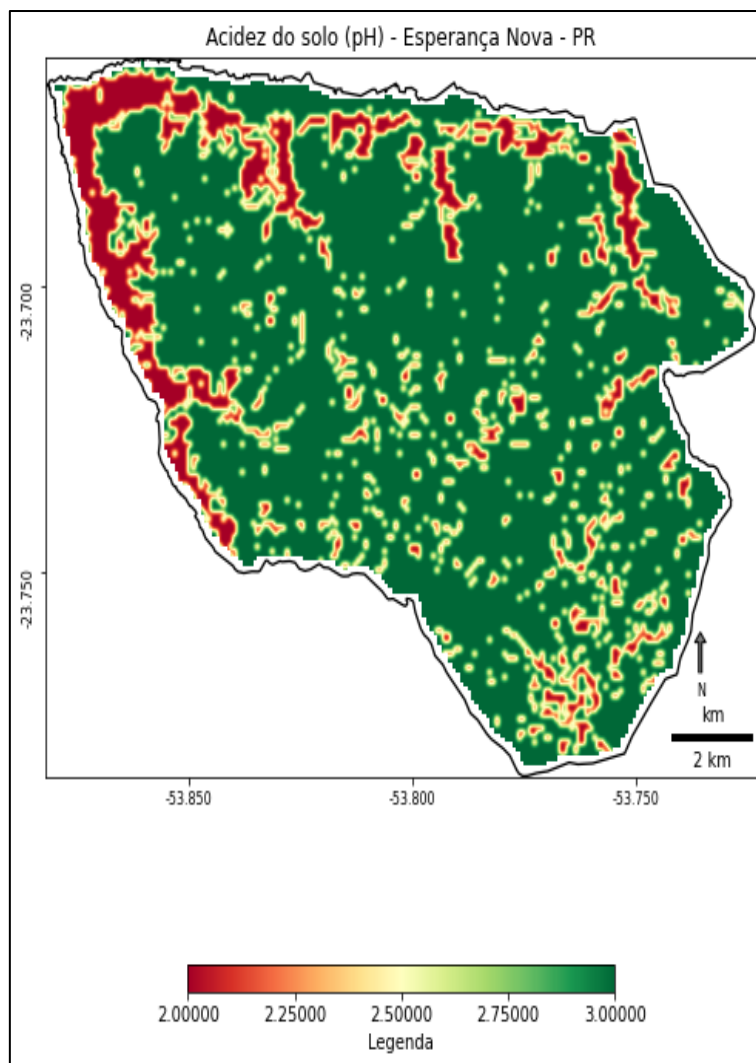 Acidez do solo (pH) - Esperança Nova - PR
-23.700
-23.750
N
km
2 km
-53.850
-53.800
-53.750
2.00000
2.25000
2.50000
2.75000
3.00000
Legenda